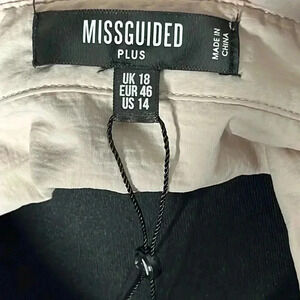 MISSGUIDED
PLUS
MADE IN
CHINA
UK 18
EUR 46
US 14